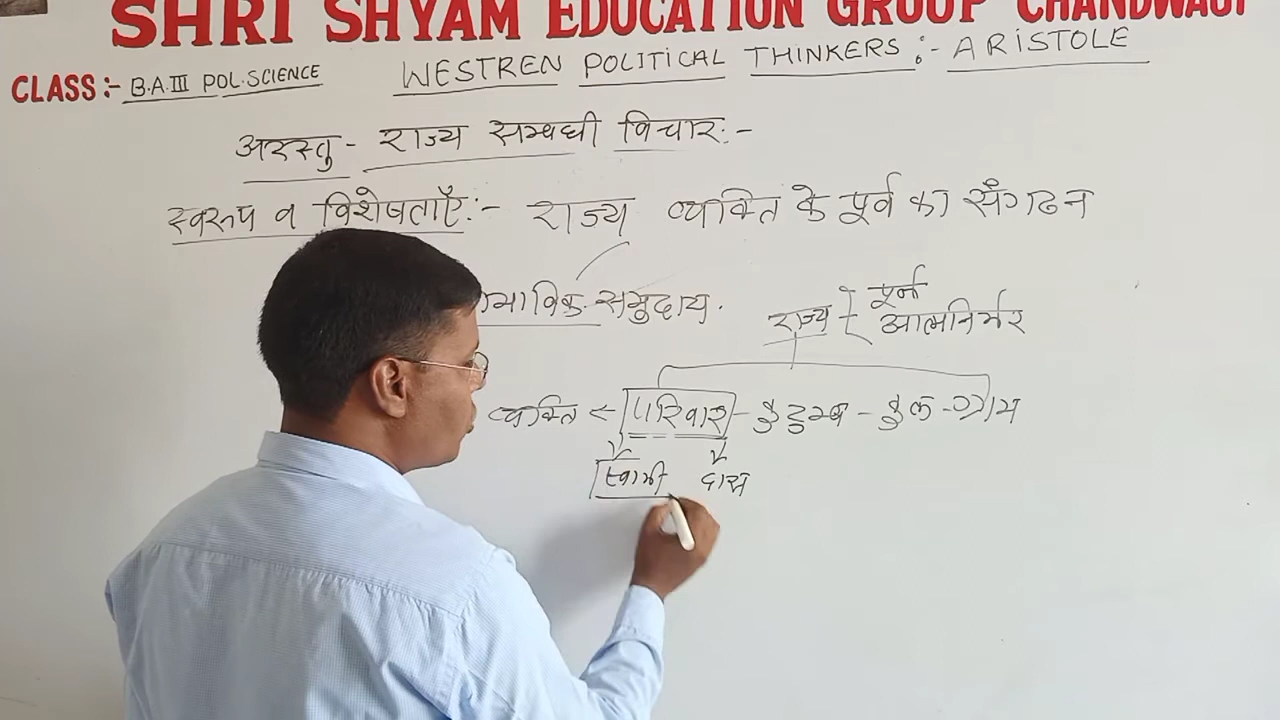 SHRI SHYAM EDUCATION GROUP CHANDWAJI
CLASS:- B.A.III POL.SCIENCE WESTREN POLITICAL THINKERS:- ARISTOLE
अरस्तु - राज्य सम्बधी विचार:-
स्वरूप व विशेषताएँ:- राज्य व्यक्ति के पूर्व का संगठन
भाविक समुदाय. राज्य { पूर्ण
आत्मनिर्भर
व्यक्ति < परिवार - कुटुम्ब - कुल - ग्राम
स्वामी दास